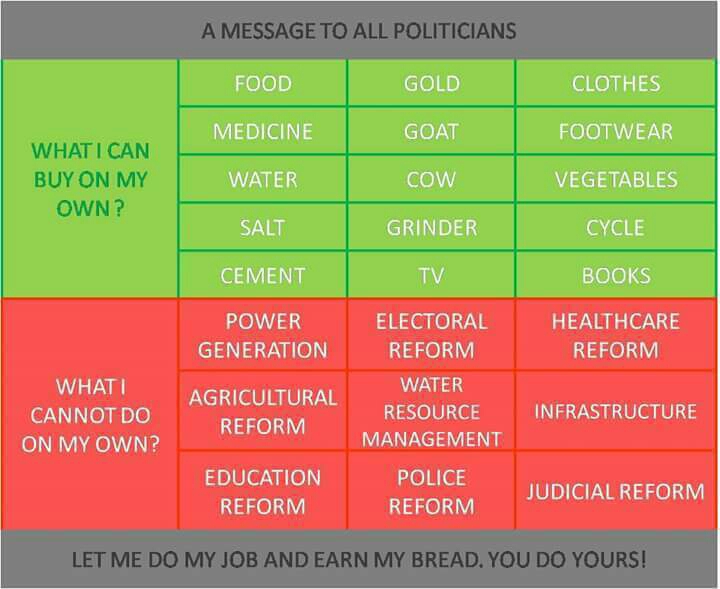 A MESSAGE TO ALL POLITICIANS
WHAT I CAN
BUY ON MY
OWN?
FOOD
GOLD
CLOTHES
MEDICINE
GOAT
FOOTWEAR
WATER
COW
VEGETABLES
SALT
GRINDER
CYCLE
CEMENT
TV
BOOKS
WHAT I
CANNOT DO
ON MY OWN?
POWER
GENERATION
ELECTORAL
REFORM
HEALTHCARE
REFORM
AGRICULTURAL
REFORM
WATER
RESOURCE
MANAGEMENT
INFRASTRUCTURE
EDUCATION
REFORM
POLICE
REFORM
JUDICIAL REFORM
LET ME DO MY JOB AND EARN MY BREAD. YOU DO YOURS!